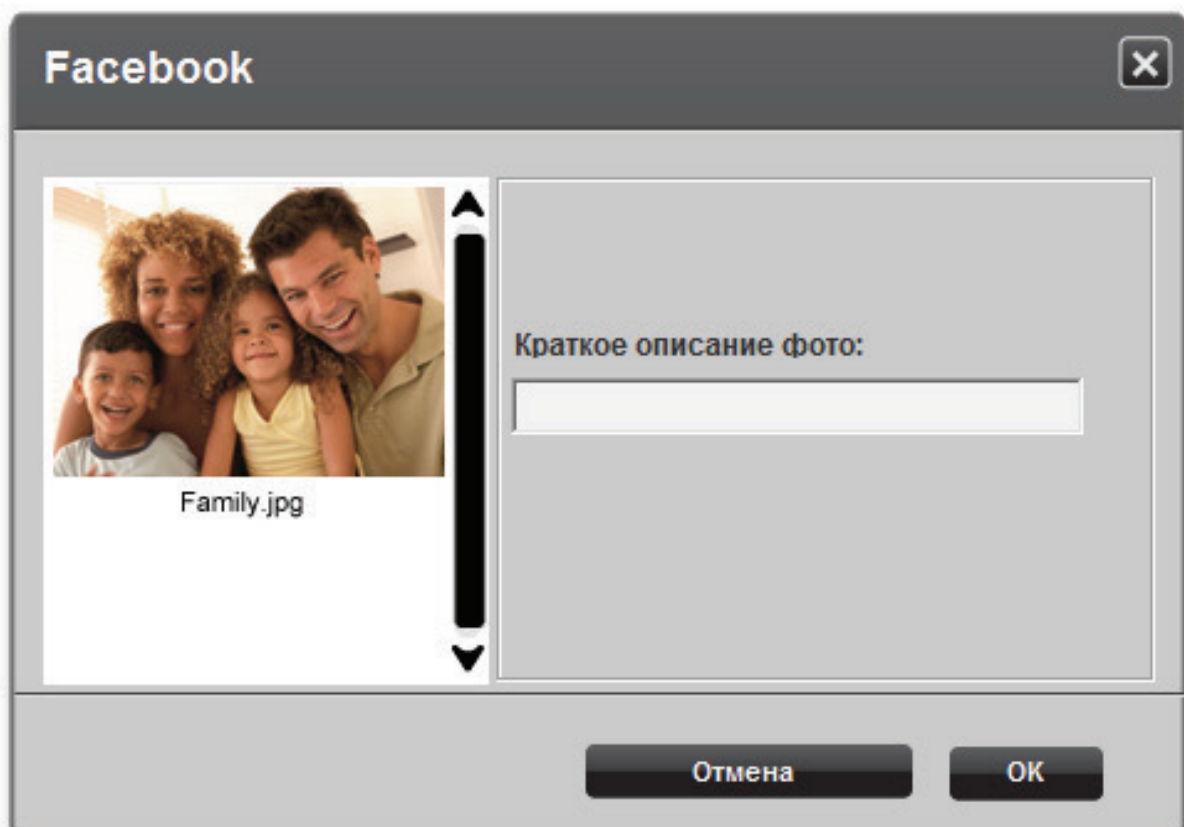 Facebook
Family.jpg
Краткое описание фото:
Отмена
OK